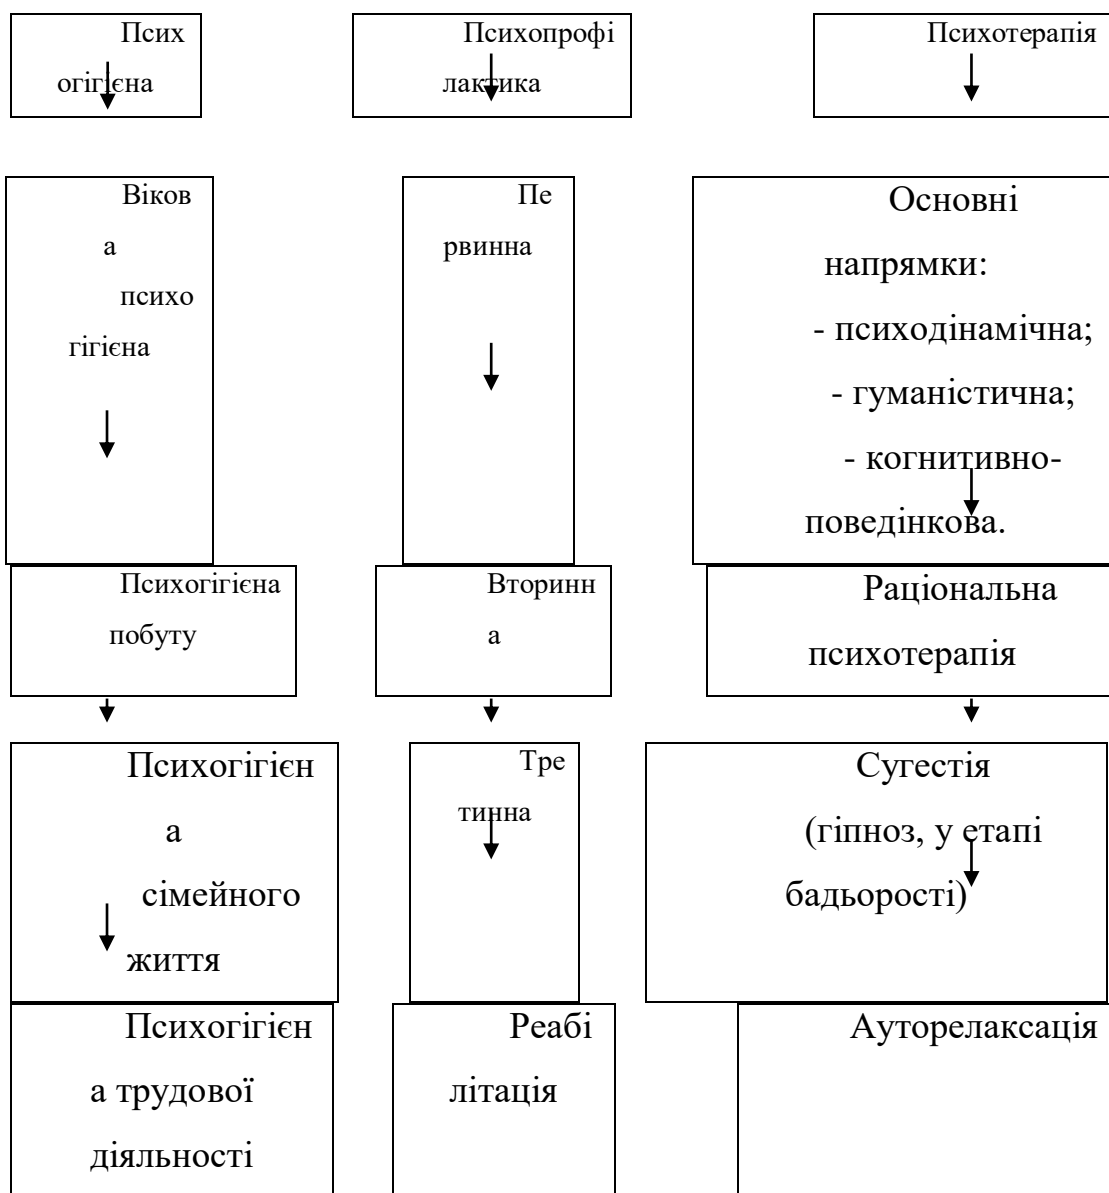 Псих
огігієна
Психопрофі
лактика
Психотерапія
Віков
а
психо
гігієна
Пе
рвинна
Основні
напрямки:
- психодінамічна;
- гуманістична;
- когнитивно-
поведінкова.
Психогігієна
побуту
Вторинн
а
Раціональна
психотерапія
Психогігієн
а
сімейного
життя
Тре
тинна
Сугестія
(гіпноз, у етапі
бадьорості)
Психогігієн
а трудової
діяльності
Реабі
літація
Ауторелаксація